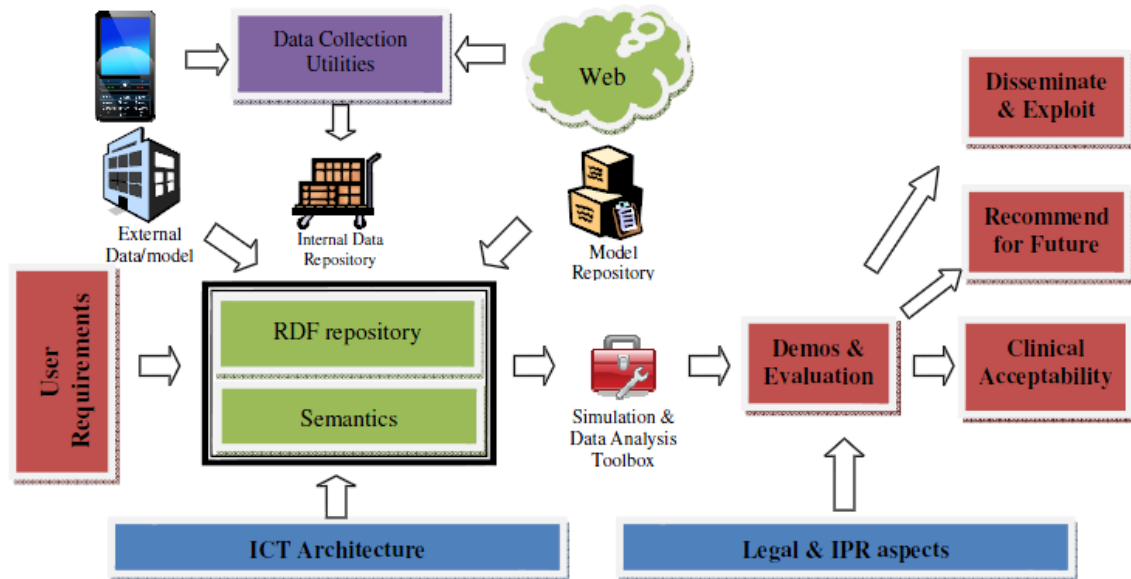 Data Collection
Utilities
Web
Disseminate
& Exploit
External
Data/model
Internal Data
Repository
Model
Repository
Recommend
for Future
User
Requirements
RDF repository
Semantics
Simulation &
Data Analysis
Toolbox
Demos &
Evaluation
Clinical
Acceptability
ICT Architecture
Legal & IPR aspects